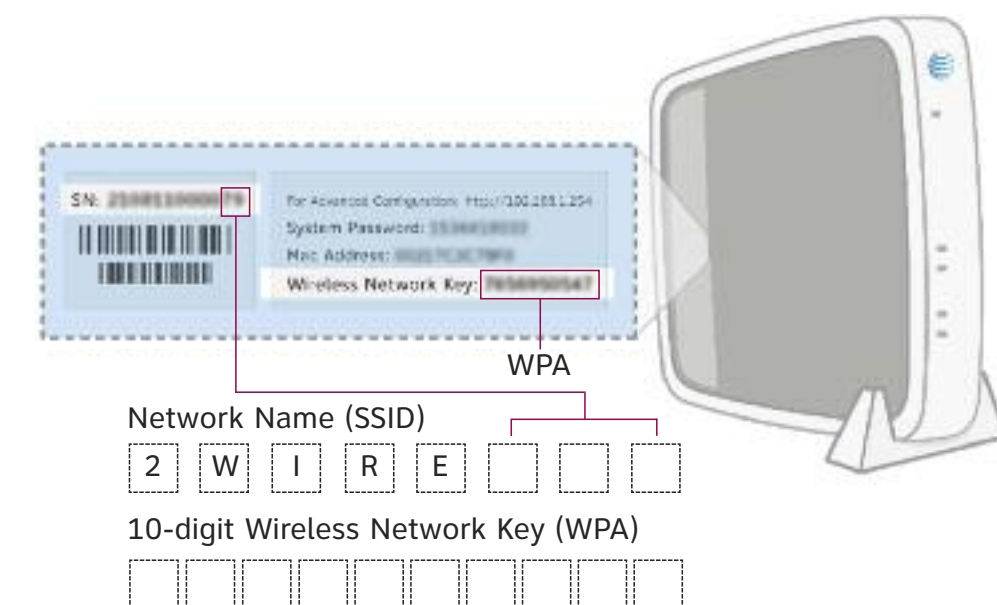 SN:
For Advanced Configuration:
System Password:
Mac Address:
Wireless Network Key:
WPA
Network Name (SSID)
2 W I R E
10-digit Wireless Network Key (WPA)